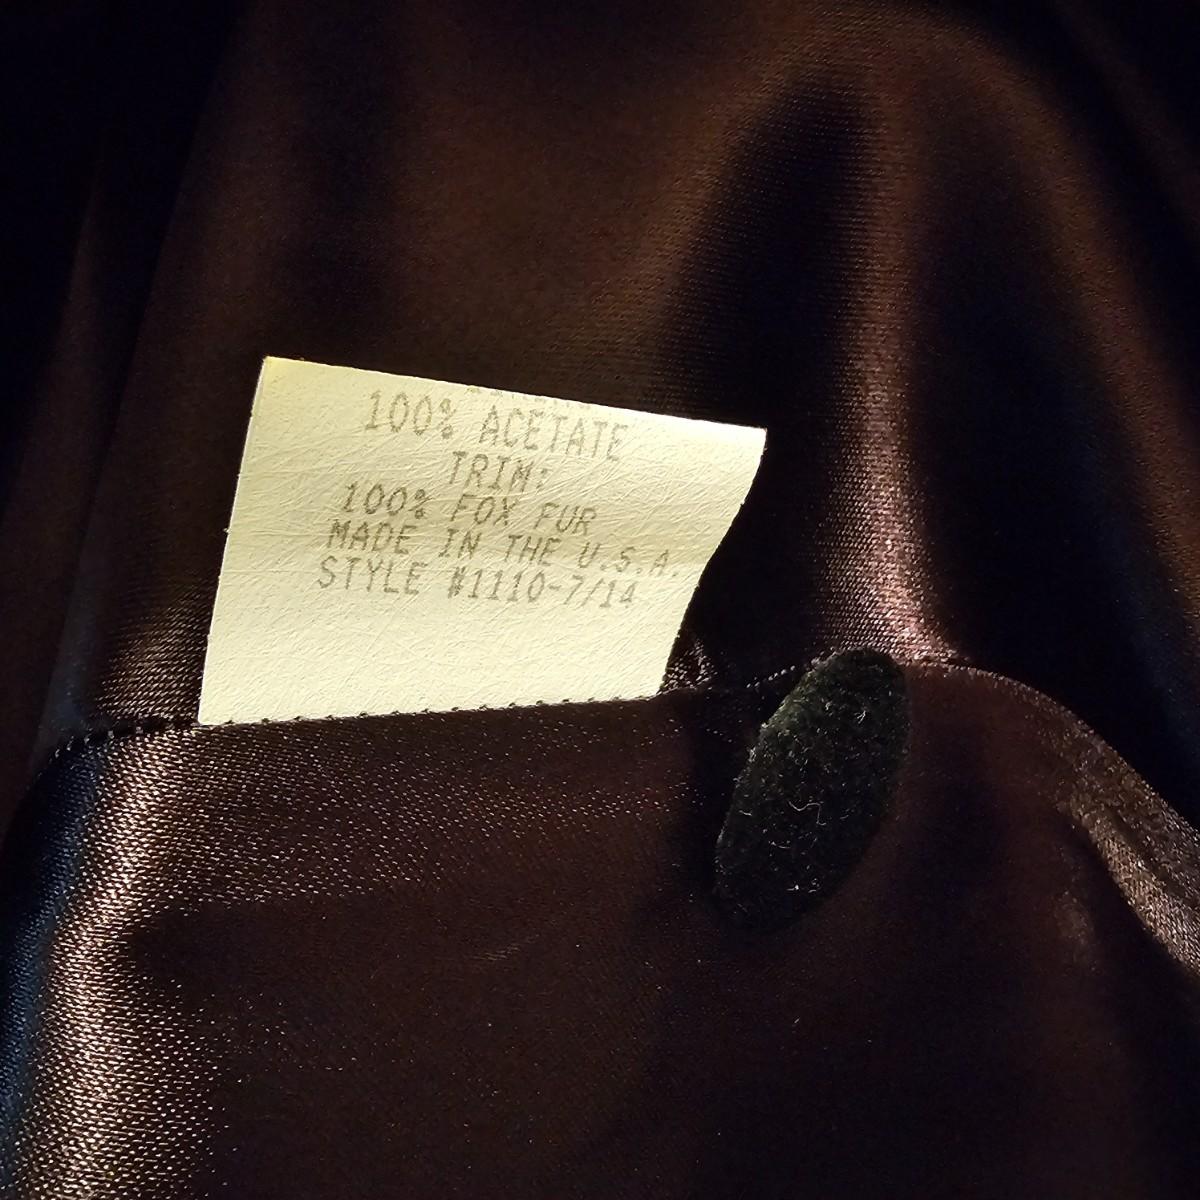 100% ACETATE
TRIM:
100% FOX FUR
MADE IN THE U.S.A.
STYLE #1110-7/14